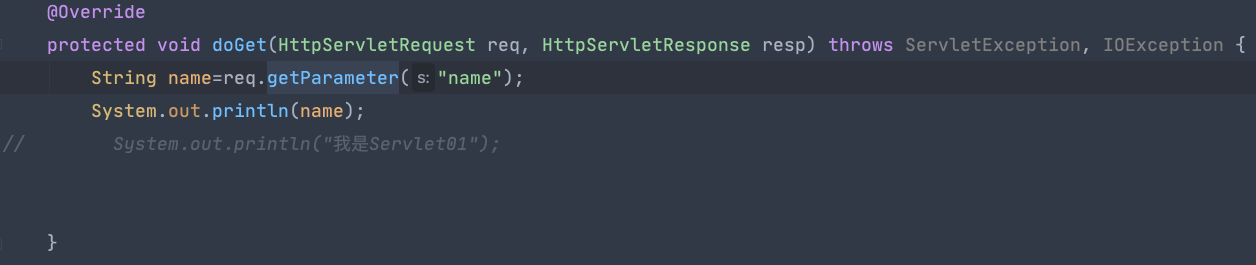 @Override
protected void doGet(HttpServletRequest req, HttpServletResponse resp) throws ServletException, IOException {
String name=req.getParameter( s: "name");
System.out.println(name);
// System.out.println("我是Servlet01");
}